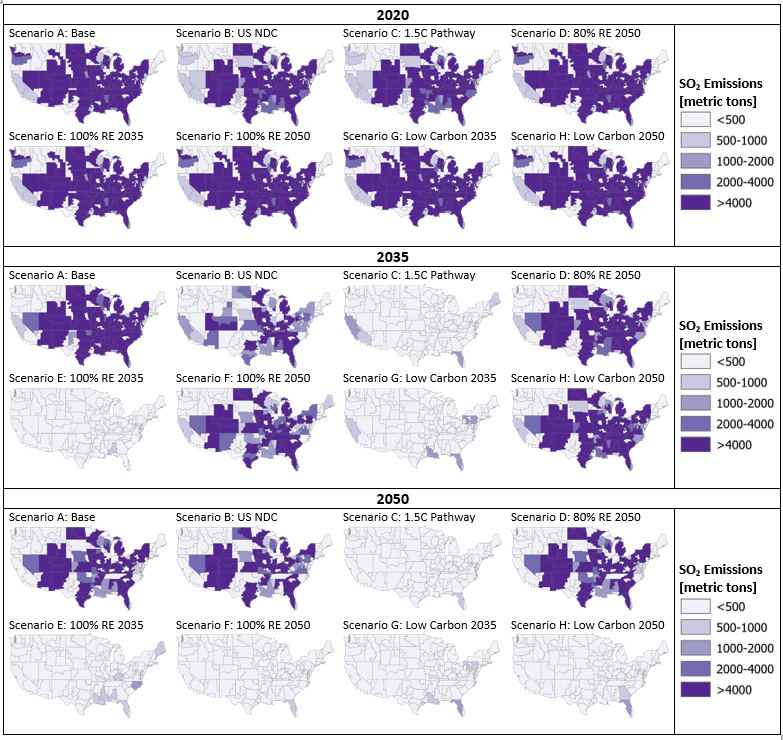 2020
Scenario A: Base
Scenario B: US NDC
Scenario C: 1.5C Pathway
Scenario D: 80% RE 2050
Scenario E: 100% RE 2035
Scenario F: 100% RE 2050
Scenario G: Low Carbon 2035
Scenario H: Low Carbon 2050
SO₂ Emissions
[metric tons]
<500
500-1000
1000-2000
2000-4000
>4000
2035
Scenario A: Base
Scenario B: US NDC
Scenario C: 1.5C Pathway
Scenario D: 80% RE 2050
Scenario E: 100% RE 2035
Scenario F: 100% RE 2050
Scenario G: Low Carbon 2035
Scenario H: Low Carbon 2050
SO₂ Emissions
[metric tons]
<500
500-1000
1000-2000
2000-4000
>4000
2050
Scenario A: Base
Scenario B: US NDC
Scenario C: 1.5C Pathway
Scenario D: 80% RE 2050
Scenario E: 100% RE 2035
Scenario F: 100% RE 2050
Scenario G: Low Carbon 2035
Scenario H: Low Carbon 2050
SO₂ Emissions
[metric tons]
<500
500-1000
1000-2000
2000-4000
>4000